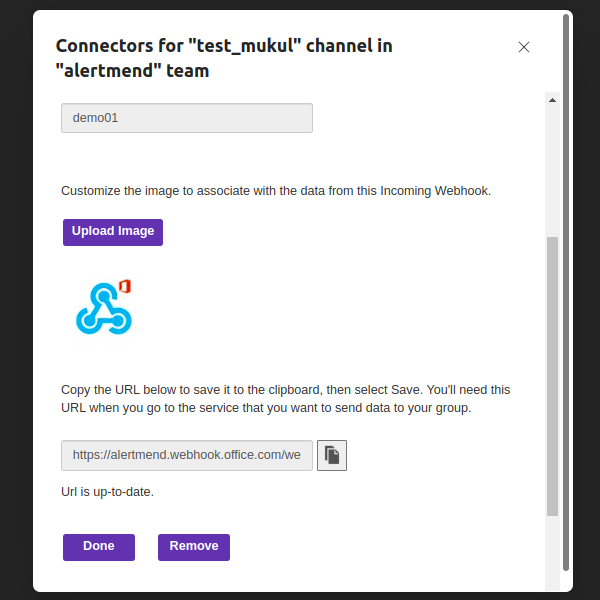 Connectors for "test_mukul" channel in
"alertmend" team
demo01
Customize the image to associate with the data from this Incoming Webhook.
Upload Image
Copy the URL below to save it to the clipboard, then select Save. You'll need this
URL when you go to the service that you want to send data to your group.
https://alertmend.webhook.office.com/we
Url is up-to-date.
Done Remove